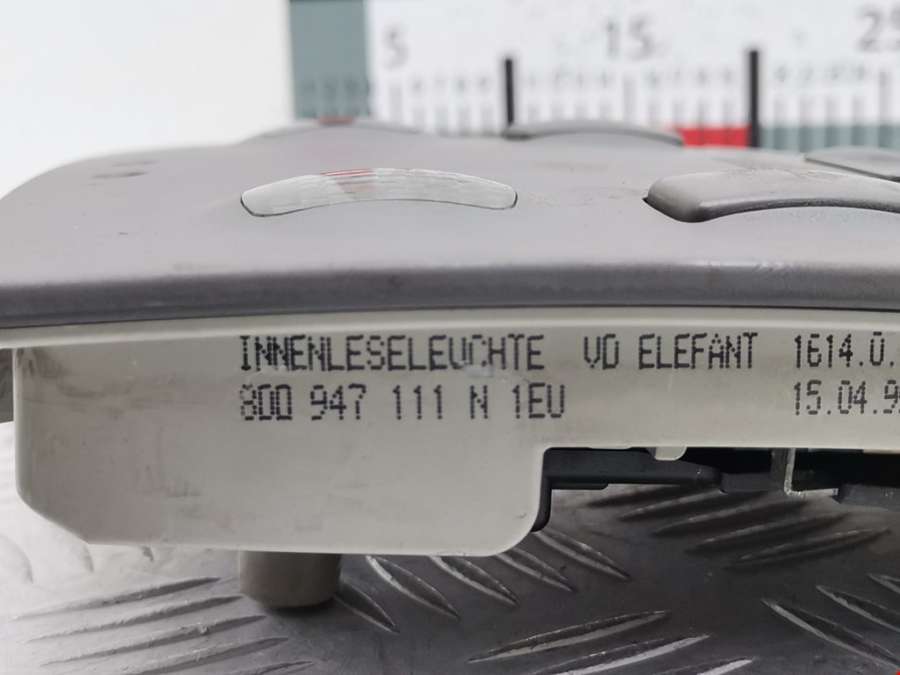 5 15 25
INNENLESELEUCHTE VD ELEFANT 1614.0.
8D0 947 111 N 1EU 15.04.9